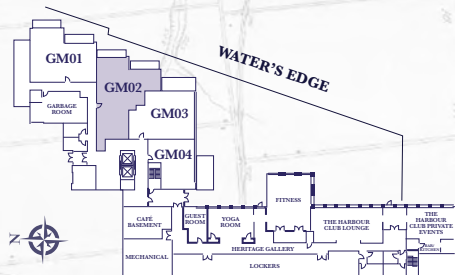 WATER'S EDGE
GM01
GM02
GARBAGE
ROOM
GM03
GM04
FITNESS
CAFÉ
BASEMENT
GUEST
ROOM
YOGA
ROOM
THE HARBOUR
CLUB LOUNGE
THE
HARBOUR
CLUB PRIVATE
EVENTS
N
HERITAGE GALLERY
MECHANICAL
LOCKERS